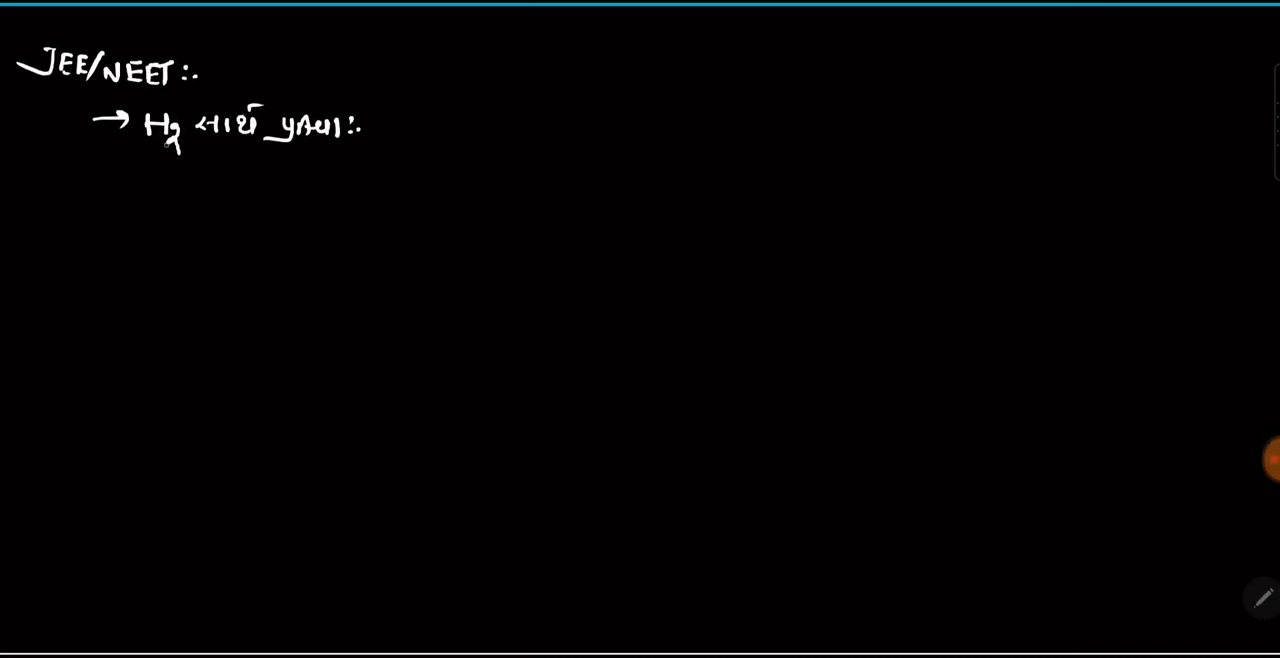 JEE/NEET :-
→ H₂ સાથે પ્રક્રિયા :-